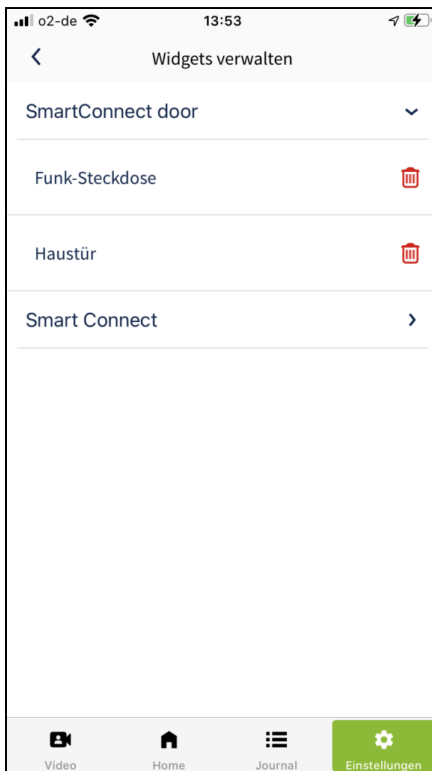 o2-de 13:53
Widgets verwalten
SmartConnect door
Funk-Steckdose
Haustür
Smart Connect
Video Home Journal Einstellungen